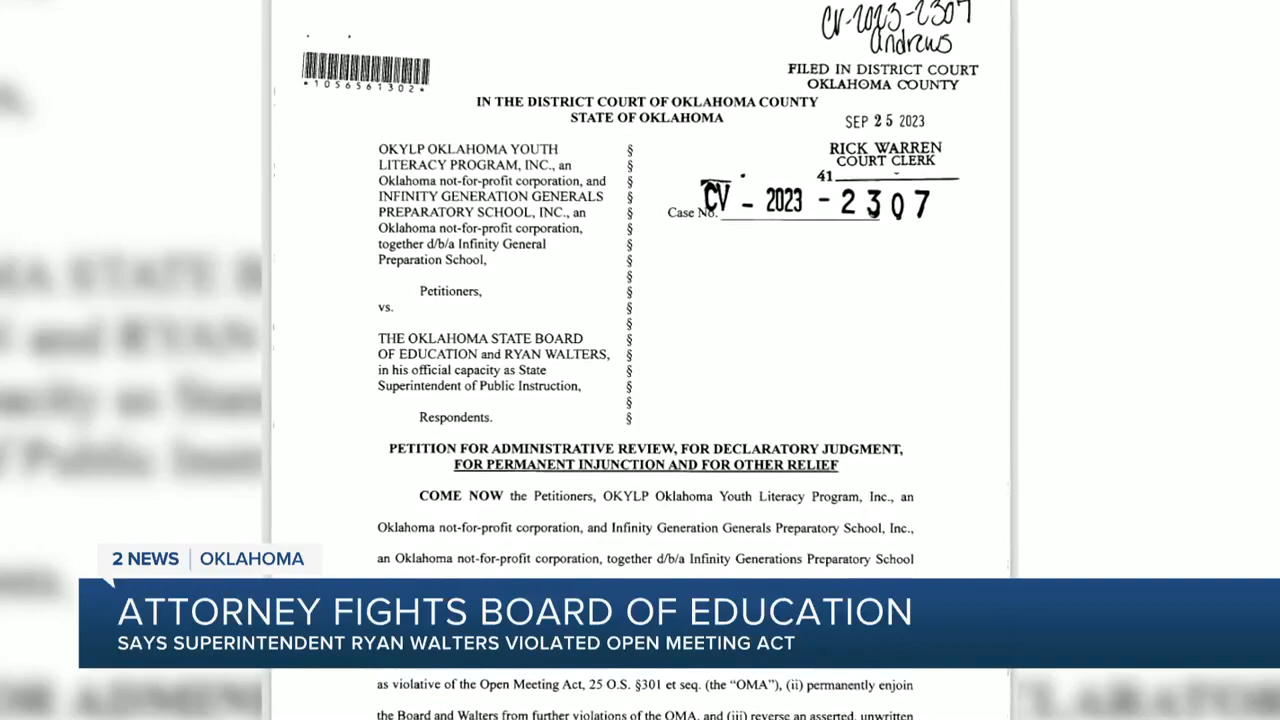 CV-2023-2307
Andrews
*1056561302*
FILED IN DISTRICT COURT
OKLAHOMA COUNTY
IN THE DISTRICT COURT OF OKLAHOMA COUNTY
STATE OF OKLAHOMA
SEP 25 2023
RICK WARREN
COURT CLERK
41
Case No. CV - 2023 - 2307
OKYLP OKLAHOMA YOUTH §
LITERACY PROGRAM, INC., an §
Oklahoma not-for-profit corporation, and §
INFINITY GENERATION GENERALS §
PREPARATORY SCHOOL, INC., an §
Oklahoma not-for-profit corporation, §
together d/b/a Infinity General §
Preparation School, §
§
Petitioners, §
vs. §
§
THE OKLAHOMA STATE BOARD §
OF EDUCATION and RYAN WALTERS, §
in his official capacity as State §
Superintendent of Public Instruction, §
§
Respondents. §
PETITION FOR ADMINISTRATIVE REVIEW, FOR DECLARATORY JUDGMENT,
FOR PERMANENT INJUNCTION AND FOR OTHER RELIEF
COME NOW the Petitioners, OKYLP Oklahoma Youth Literacy Program, Inc., an
Oklahoma not-for-profit corporation, and Infinity Generation Generals Preparatory School, Inc.,
an Oklahoma not-for-profit corporation, together d/b/a Infinity Generations Preparatory School
2 NEWS | OKLAHOMA
ATTORNEY FIGHTS BOARD OF EDUCATION
SAYS SUPERINTENDENT RYAN WALTERS VIOLATED OPEN MEETING ACT
as violative of the Open Meeting Act, 25 O.S. §301 et seq. (the “OMA”), (ii) permanently enjoin
the Board and Walters from further violations of the OMA, and (iii) reverse an asserted, unwritten